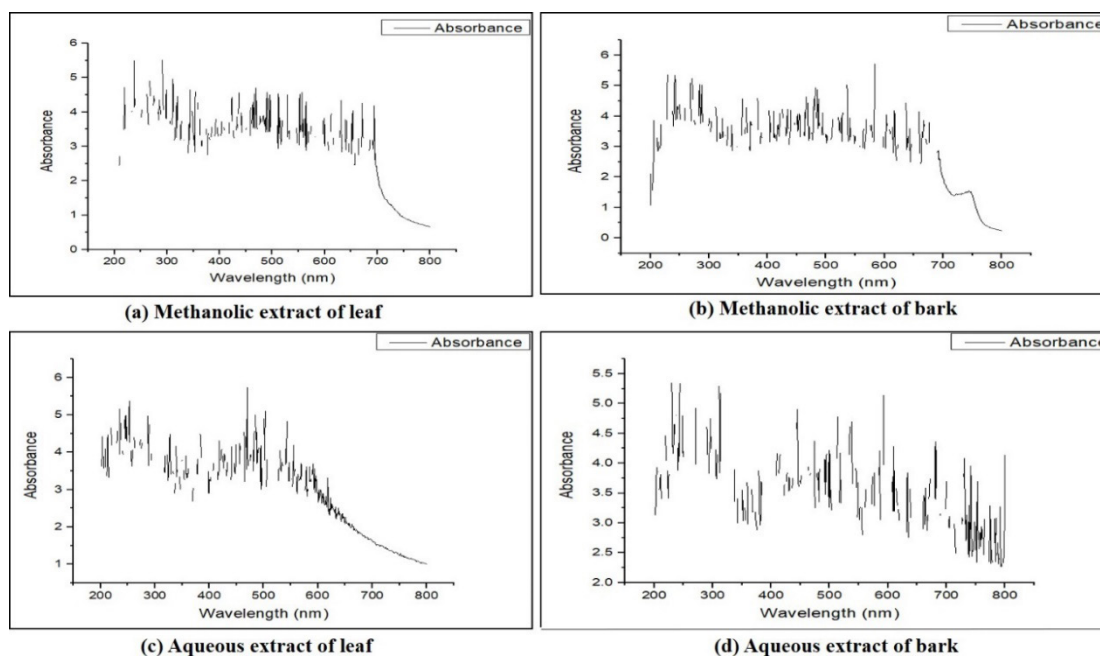 Absorbance
6
5
4
3
2
1
0
Absorbance
200 300 400 500 600 700 800
Wavelength (nm)
(a) Methanolic extract of leaf
Absorbance
6
5
4
3
2
1
0
Absorbance
200 300 400 500 600 700 800
Wavelength (nm)
(b) Methanolic extract of bark
Absorbance
6
5
4
3
2
1
Absorbance
200 300 400 500 600 700 800
Wavelength (nm)
(c) Aqueous extract of leaf
Absorbance
5.5
5.0
4.5
4.0
3.5
3.0
2.5
2.0
Absorbance
200 300 400 500 600 700 800
Wavelength (nm)
(d) Aqueous extract of bark